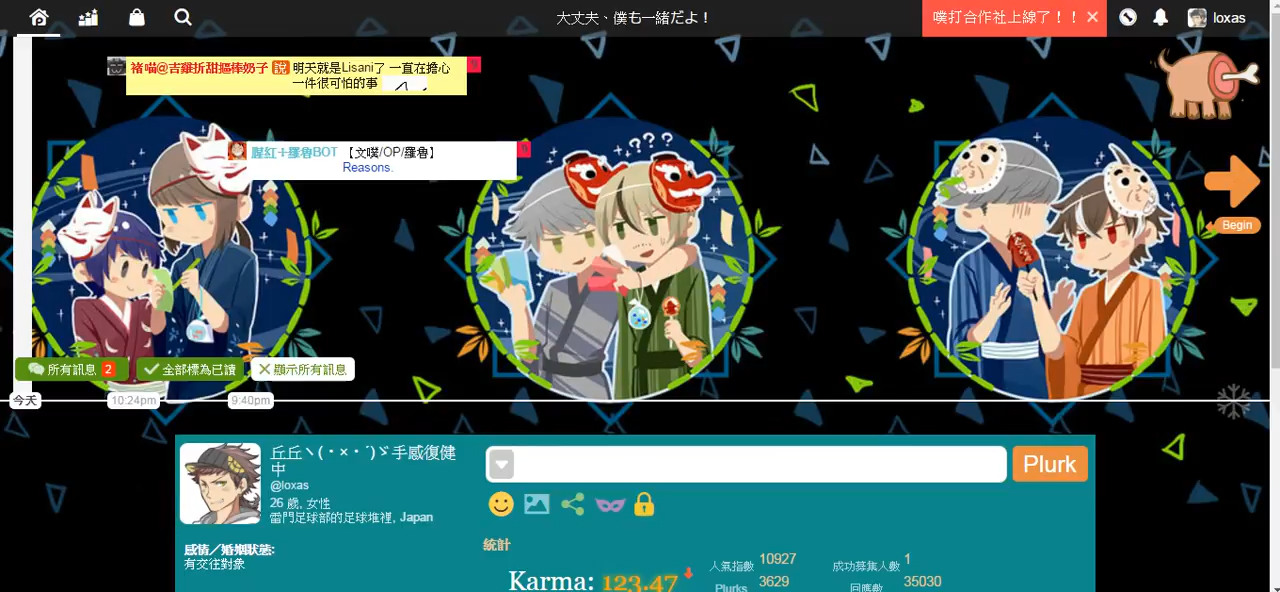 大丈夫、僕も一緒だよ！
噗打合作社上線了！！ ×
loxas
褚喵@吉雞拆甜摳棒奶子 說 明天就是Lisani了 一直在擔心
一件很可怕的事
腥紅十羅魯BOT 【文噗/OP/羅魯】
Reasons.
???
Begin
所有訊息 2
全部標為已讀
顯示所有訊息
今天
10:24pm
9:40pm
丘丘ヽ(・×・´)ゞ手感復健
中
@loxas
26 歲, 女性
雷門足球部的足球堆裡, Japan
感情／婚姻狀態:
有交往對象
Plurk
統計
Karma: 123.47
人氣指數 10927
成功募集人數 1
Plurks 3629
回應數 35030